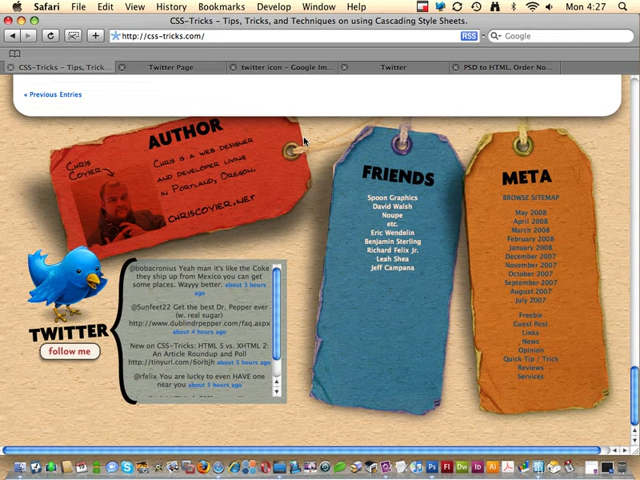 Safari File Edit View History Bookmarks Develop Window Help Mon 4:27
CSS-Tricks - Tips, Tricks, and Techniques on using Cascading Style Sheets.
http://css-tricks.com/ RSS Google
CSS-Tricks - Tips, Trick... Twitter Page twitter icon - Google Im... Twitter PSD to HTML. Order No...
« Previous Entries
AUTHOR
CHRIS
COYIER
CHRIS IS A WEB DESIGNER
AND DEVELOPER LIVING
IN PORTLAND, OREGON.
CHRISCOYIER.NET
TWITTER
follow me
@bobacronius Yeah man it's like the Coke
they ship up from Mexico you can get
some places. Wayyy better. about 3 hours
ago
@Sunfeet22 Get the best Dr. Pepper ever
(w. real sugar)
http://www.dublindrpepper.com/faq.aspx
about 4 hours ago
New on CSS-Tricks: HTML 5 vs. XHTML 2:
An Article Roundup and Poll
http://tinyurl.com/6orbjh about 5 hours
ago
@rfelix You are lucky to even HAVE one
near you about 5 hours ago
FRIENDS
Spoon Graphics
David Walsh
Noupe
etc.
Eric Wendelin
Benjamin Sterling
Richard Felix Jr.
Leah Shea
Jeff Campana
META
BROWSE SITEMAP
May 2008
April 2008
March 2008
February 2008
January 2008
December 2007
November 2007
October 2007
September 2007
August 2007
July 2007
Freebie
Guest Post
Links
News
Opinion
Quick Tip / Trick
Reviews
Services